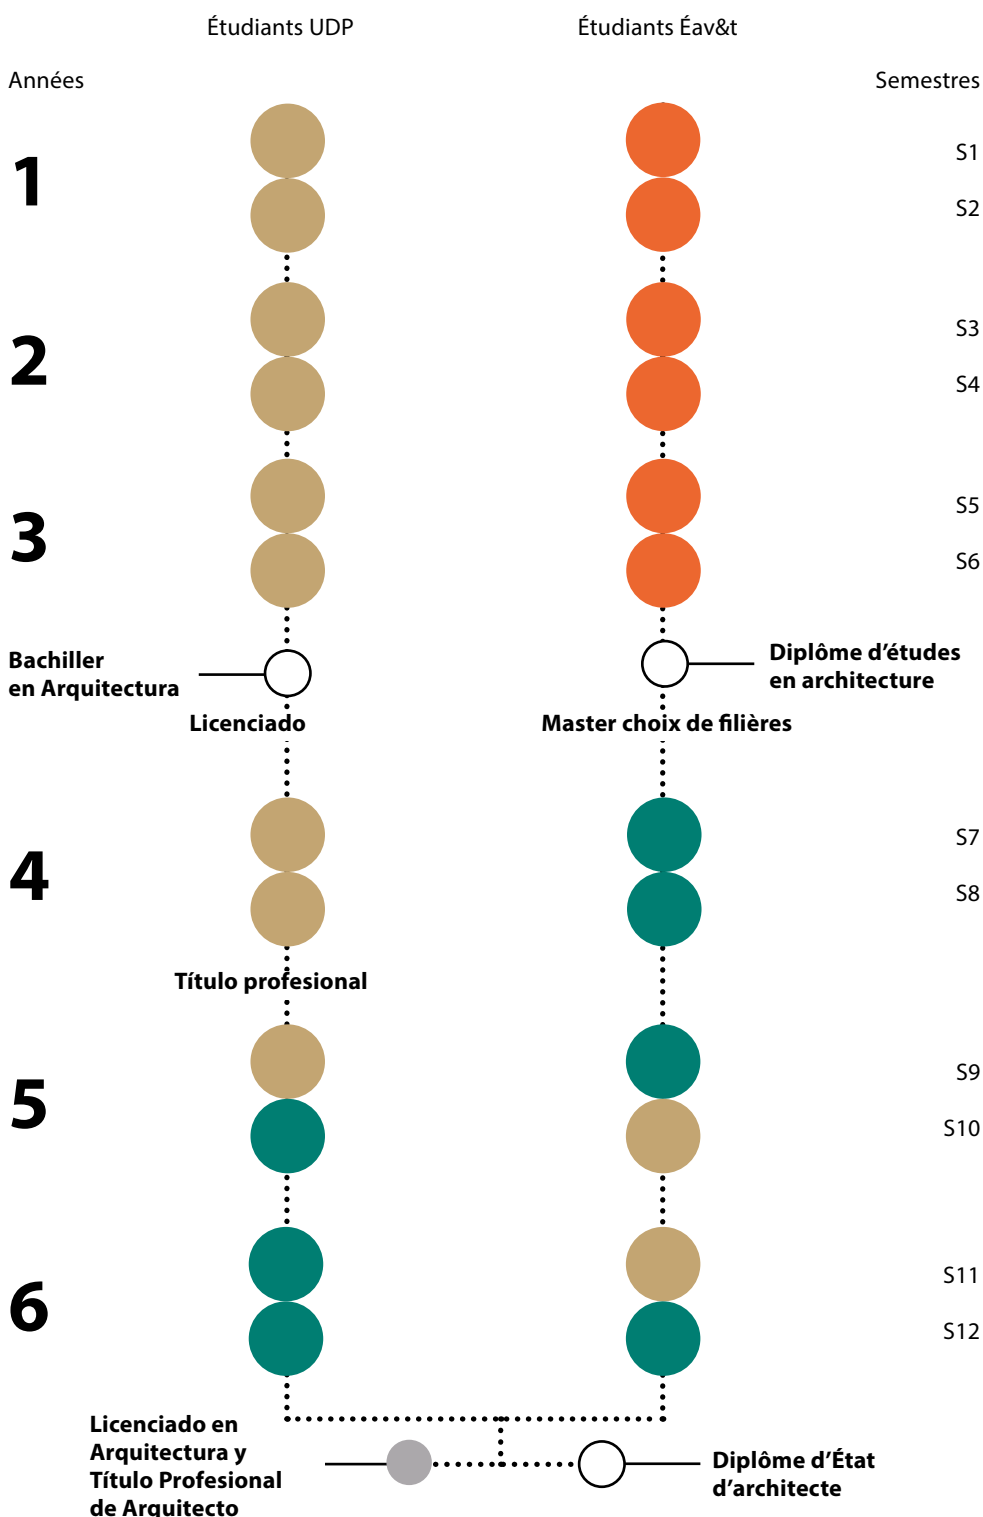 Étudiants UDP
Étudiants Éav&t
Années
Semestres
1
S1
S2
2
S3
S4
3
S5
S6
Bachiller
en Arquitectura
Diplôme d’études
en architecture
Licenciado
Master choix de filières
4
S7
S8
Título profesional
5
S9
S10
6
S11
S12
Licenciado en
Arquitectura y
Título Profesional
de Arquitecto
Diplôme d’État
d’architecte